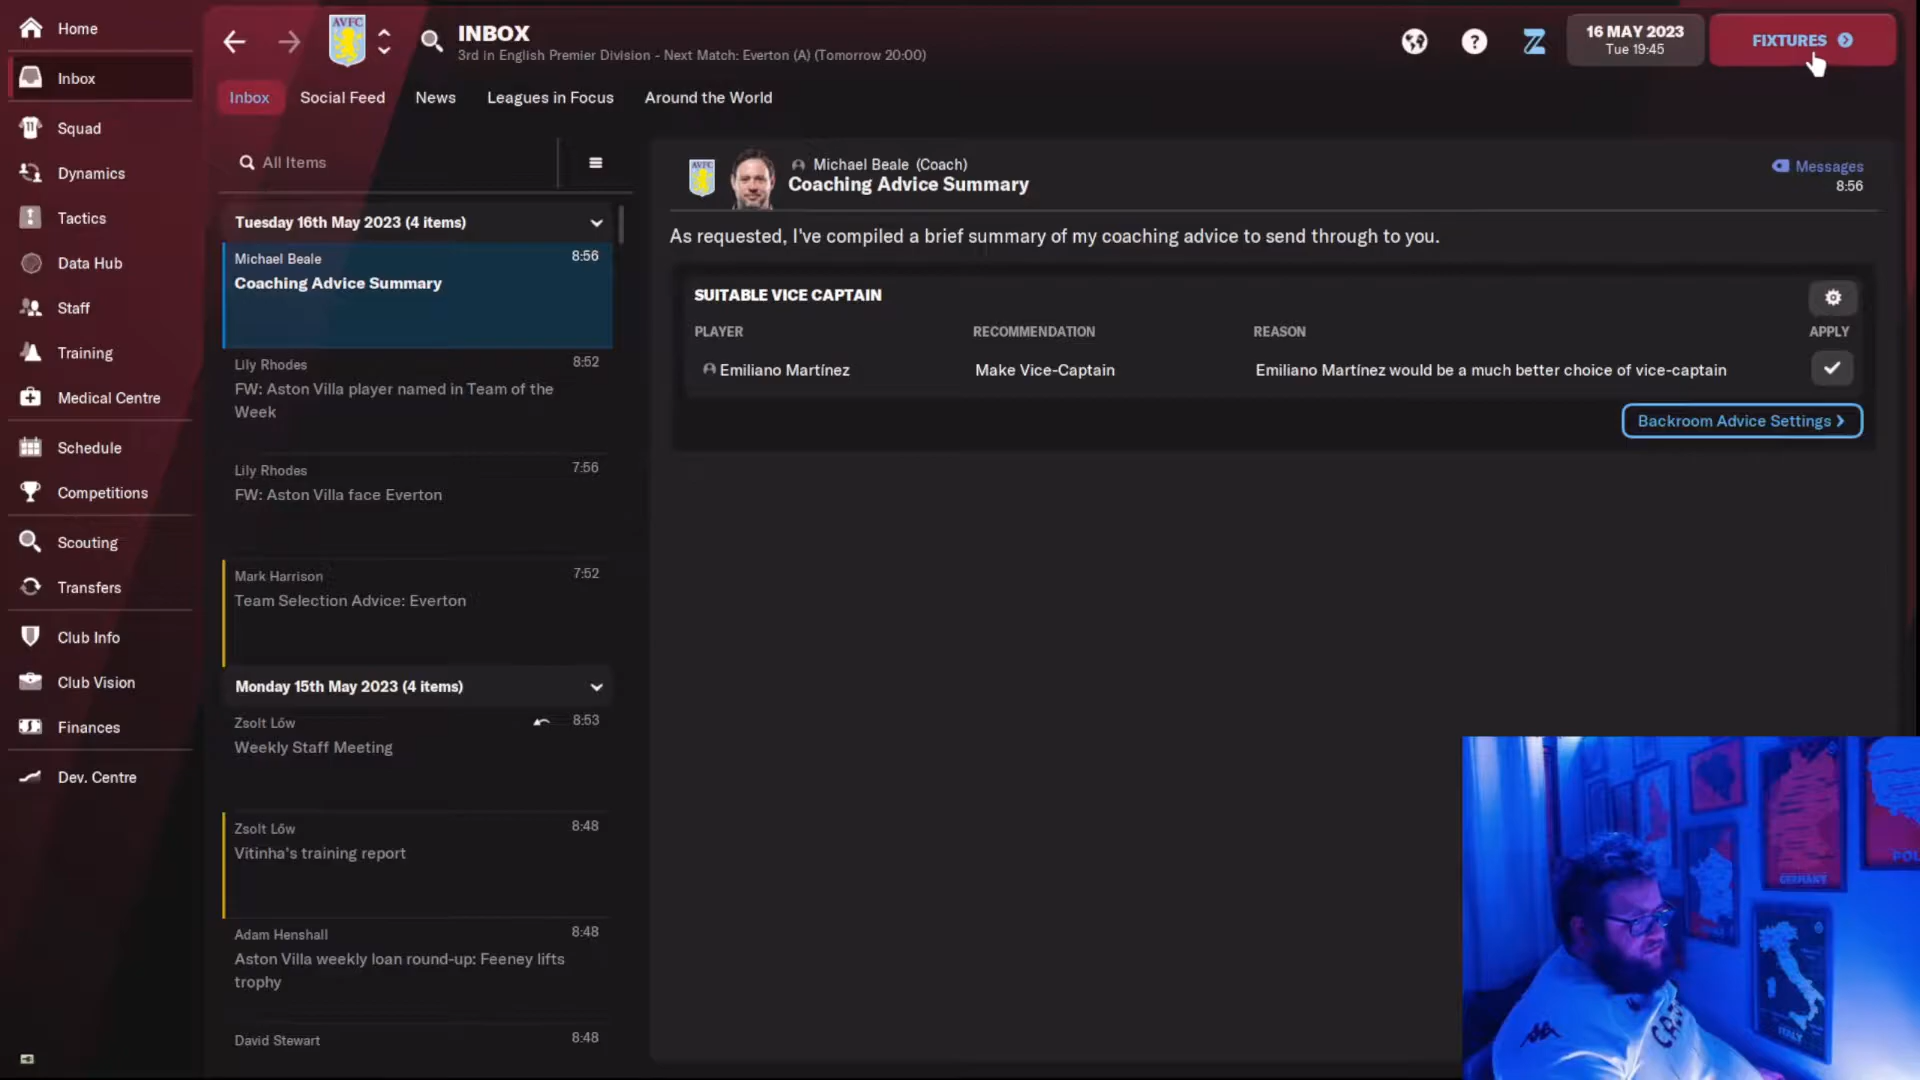 Home
Inbox
Squad
Dynamics
Tactics
Data Hub
Staff
Training
Medical Centre
Schedule
Competitions
Scouting
Transfers
Club Info
Club Vision
Finances
Dev. Centre
AVFC
INBOX
3rd in English Premier Division - Next Match: Everton (A) (Tomorrow 20:00)
16 MAY 2023
Tue 19:45
FIXTURES
Inbox
Social Feed
News
Leagues in Focus
Around the World
All Items
Tuesday 16th May 2023 (4 items)
Michael Beale 8:56
Coaching Advice Summary
Lily Rhodes 8:52
FW: Aston Villa player named in Team of the
Week
Lily Rhodes 7:56
FW: Aston Villa face Everton
Mark Harrison 7:52
Team Selection Advice: Everton
Monday 15th May 2023 (4 items)
Zsolt Lőw 8:53
Weekly Staff Meeting
Zsolt Lőw 8:48
Vitinha's training report
Adam Henshall 8:48
Aston Villa weekly loan round-up: Feeney lifts
trophy
David Stewart 8:48
AVFC
Michael Beale (Coach)
Coaching Advice Summary
Messages
8:56
As requested, I've compiled a brief summary of my coaching advice to send through to you.
SUITABLE VICE CAPTAIN
PLAYER RECOMMENDATION REASON APPLY
Emiliano Martínez Make Vice-Captain Emiliano Martínez would be a much better choice of vice-captain
Backroom Advice Settings
GERMANY
ITALY